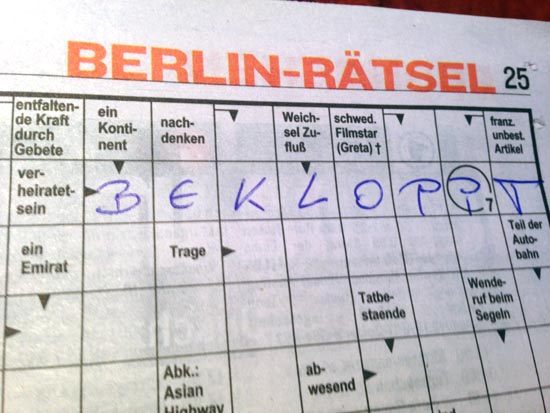 BERLIN-RÄTSEL 25
entfalten-
de Kraft
durch
Gebete
ein
Konti-
nent
nach-
denken
Weich-
sel Zu-
fluß
schwed.
Filmstar
(Greta) †
franz.
unbest.
Artikel
ver-
heiratet-
sein
BEKLOPPT
7
ein
Emirat
Trage
Teil der
Auto-
bahn
Tatbe-
staende
Wende-
ruf beim
Segeln
Abk.:
Asian
Highway
ab-
wesend